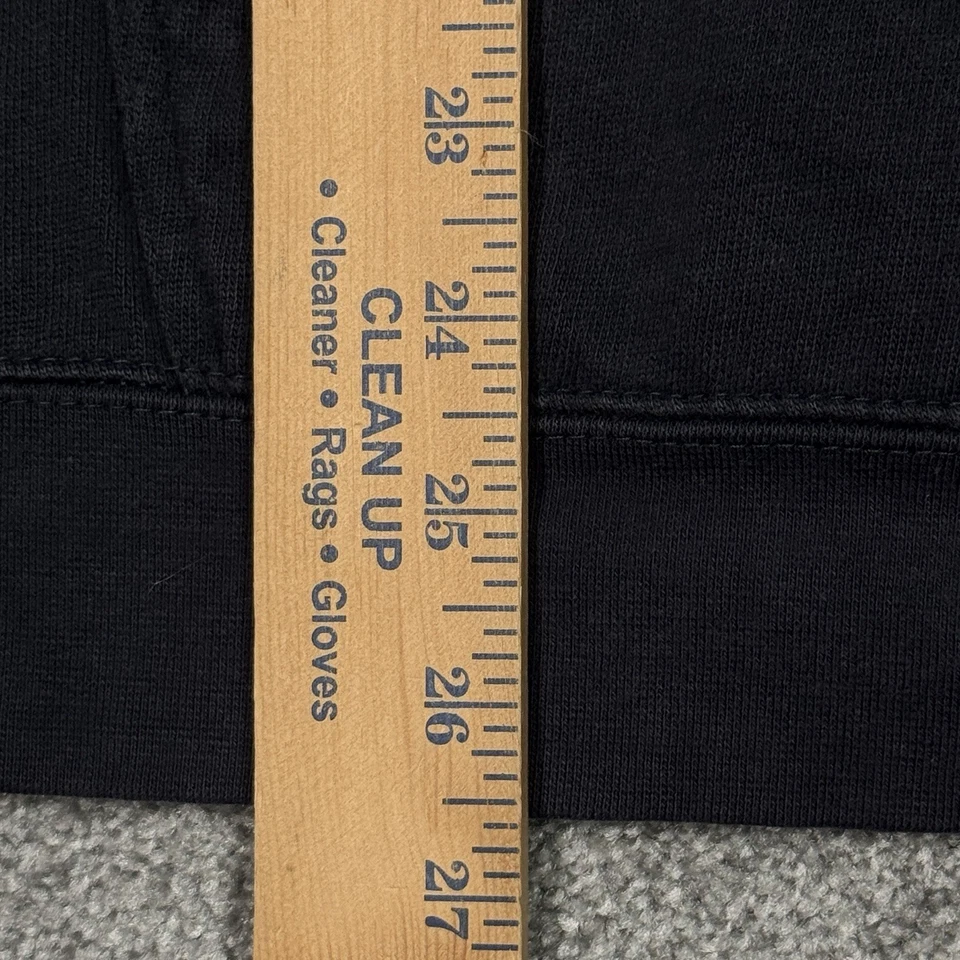 23
24
25
26
27
CLEAN UP
• Cleaner • Rags • Gloves